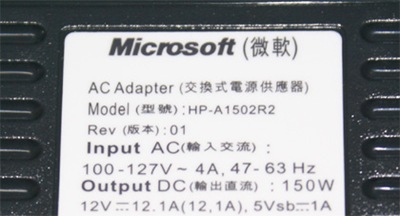 Microsoft (微軟)
AC Adapter (交換式電源供應器)
Model (型號): HP-A1502R2
Rev (版本): 01
Input AC(輸入交流) :
100-127V~ 4A, 47- 63 Hz
Output DC(輸出直流) : 150W
12V⎓12.1A(12,1A), 5Vsb⎓1A